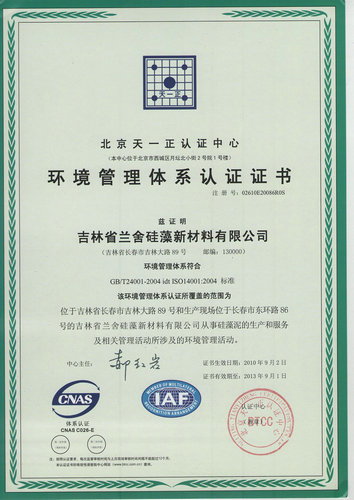 北京天一正认证中心
(本中心位于北京市西城区月坛北小街2号院1号楼)
环境管理体系认证证书
注 册 号：02610E20086R0S
兹 证 明
吉林省兰舍硅藻新材料有限公司
(吉林省长春市吉林大路89号 邮编：130000)
环境管理体系符合
GB/T24001-2004 idt ISO14001:2004 标准
该环境管理体系认证所覆盖的范围为
位于吉林省长春市吉林大路89号和生产现场位于长春市东环路86
号的吉林省兰舍硅藻新材料有限公司从事硅藻泥的生产和服务
及相关管理活动所涉及的环境管理活动。
中心主任：
证书生效日期：2010年9月2日
证书有效期至：2013年9月1日
CNAS
体系认证
CNAS C026-E
MEMBER OF MULTILATERAL
IAF
RECOGNITION ARRANGEMENT
认证中心